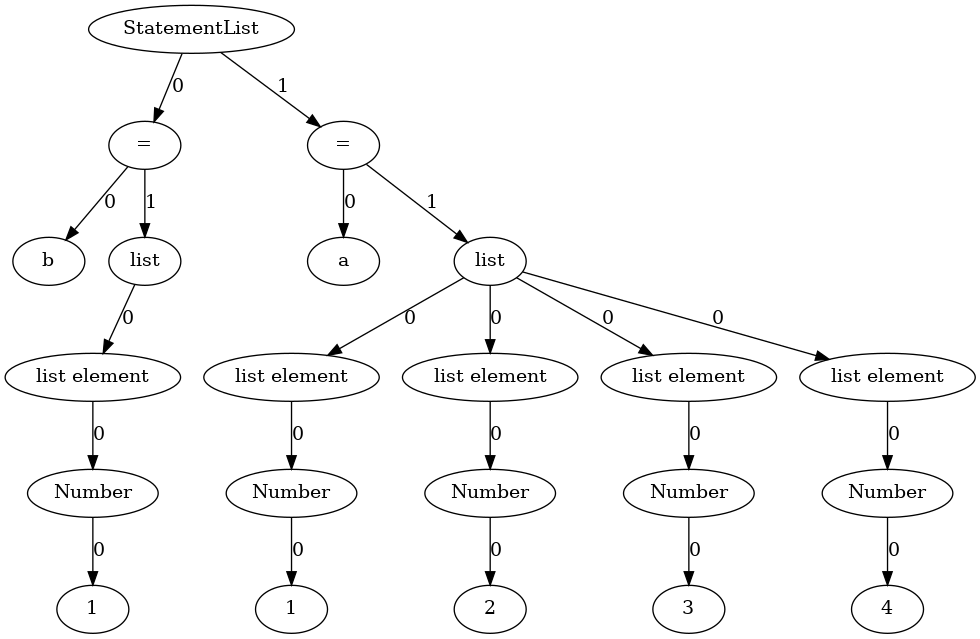 StatementList
0 1
= =
0 1 0 1
b list a list
0 0 0 0 0
list element list element list element list element list element
0 0 0 0 0
Number Number Number Number Number
0 0 0 0 0
1 1 2 3 4